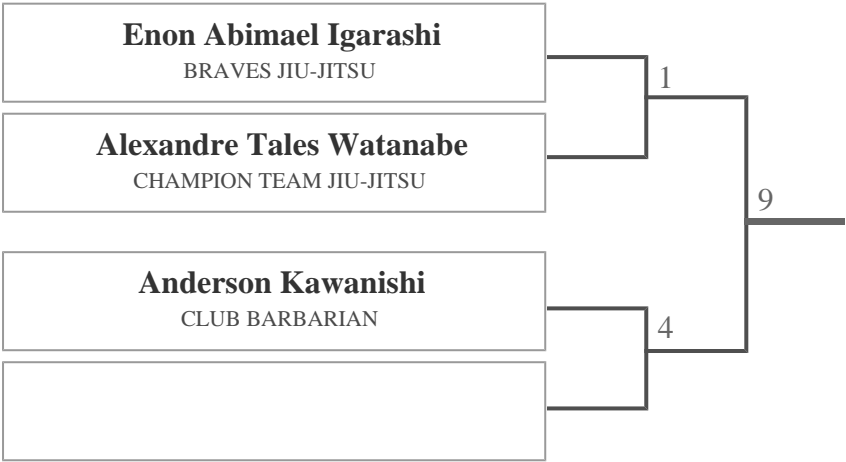 Enon Abimael Igarashi
BRAVES JIU-JITSU
1
Alexandre Tales Watanabe
CHAMPION TEAM JIU-JITSU
9
Anderson Kawanishi
CLUB BARBARIAN
4